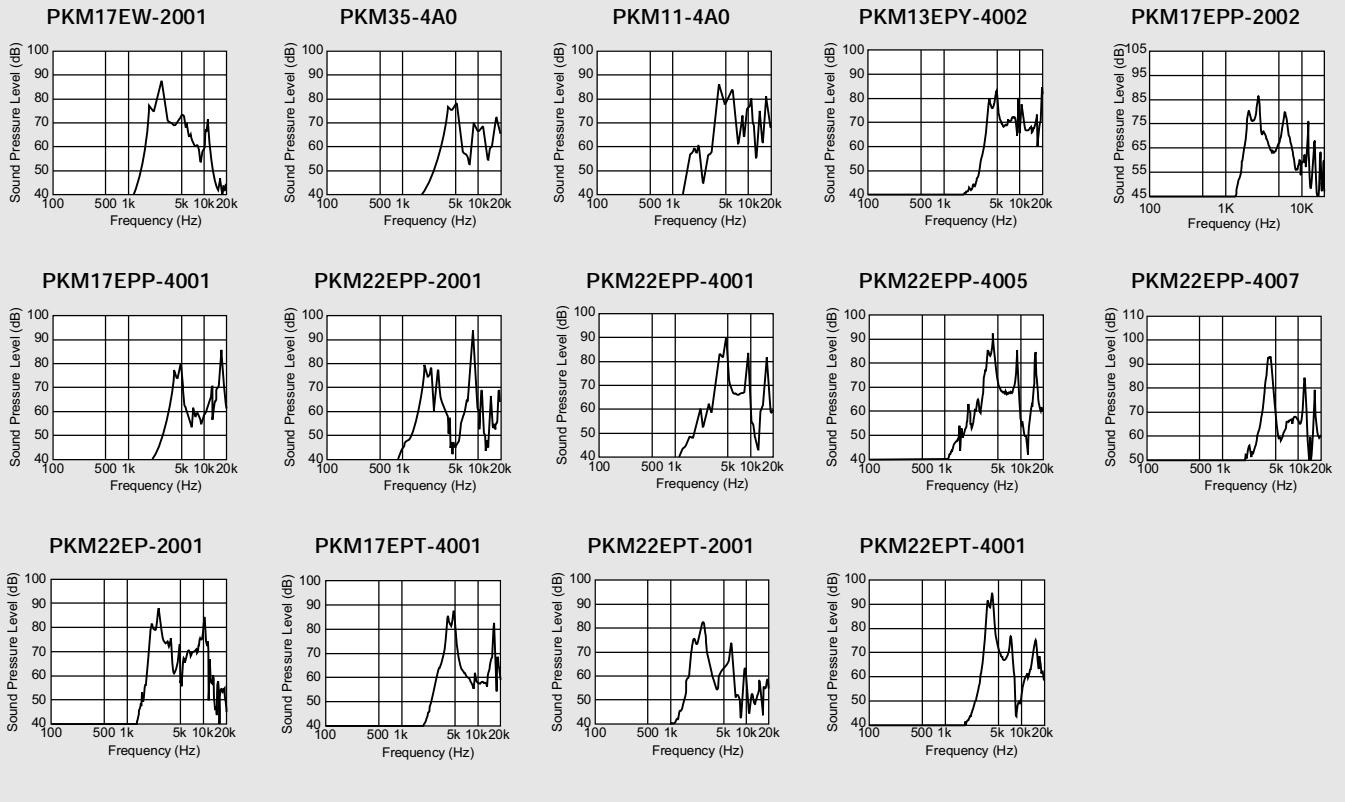 PKM17EW-2001
Sound Pressure Level (dB)
100
90
80
70
60
50
40
100 500 1k 5k 10k20k
Frequency (Hz)
PKM35-4A0
Sound Pressure Level (dB)
100
90
80
70
60
50
40
100 500 1k 5k 10k20k
Frequency (Hz)
PKM11-4A0
Sound Pressure Level (dB)
100
90
80
70
60
50
40
100 500 1k 5k 10k20k
Frequency (Hz)
PKM13EPY-4002
Sound Pressure Level (dB)
100
90
80
70
60
50
40
100 500 1k 5k 10k20k
Frequency (Hz)
PKM17EPP-2002
Sound Pressure Level (dB)
105
95
85
75
65
55
45
100 1K 10K
Frequency (Hz)
PKM17EPP-4001
Sound Pressure Level (dB)
100
90
80
70
60
50
40
100 500 1k 5k 10k20k
Frequency (Hz)
PKM22EPP-2001
Sound Pressure Level (dB)
100
90
80
70
60
50
40
100 500 1k 5k 10k20k
Frequency (Hz)
PKM22EPP-4001
Sound Pressure Level (dB)
100
90
80
70
60
50
40
100 500 1k 5k 10k20k
Frequency (Hz)
PKM22EPP-4005
Sound Pressure Level (dB)
100
90
80
70
60
50
40
100 500 1k 5k 10k20k
Frequency (Hz)
PKM22EPP-4007
Sound Pressure Level (dB)
110
100
90
80
70
60
50
100 500 1k 5k 10k20k
Frequency (Hz)
PKM22EP-2001
Sound Pressure Level (dB)
100
90
80
70
60
50
40
100 500 1k 5k 10k20k
Frequency (Hz)
PKM17EPT-4001
Sound Pressure Level (dB)
100
90
80
70
60
50
40
100 500 1k 5k 10k20k
Frequency (Hz)
PKM22EPT-2001
Sound Pressure Level (dB)
100
90
80
70
60
50
40
100 500 1k 5k 10k20k
Frequency (Hz)
PKM22EPT-4001
Sound Pressure Level (dB)
100
90
80
70
60
50
40
100 500 1k 5k 10k20k
Frequency (Hz)